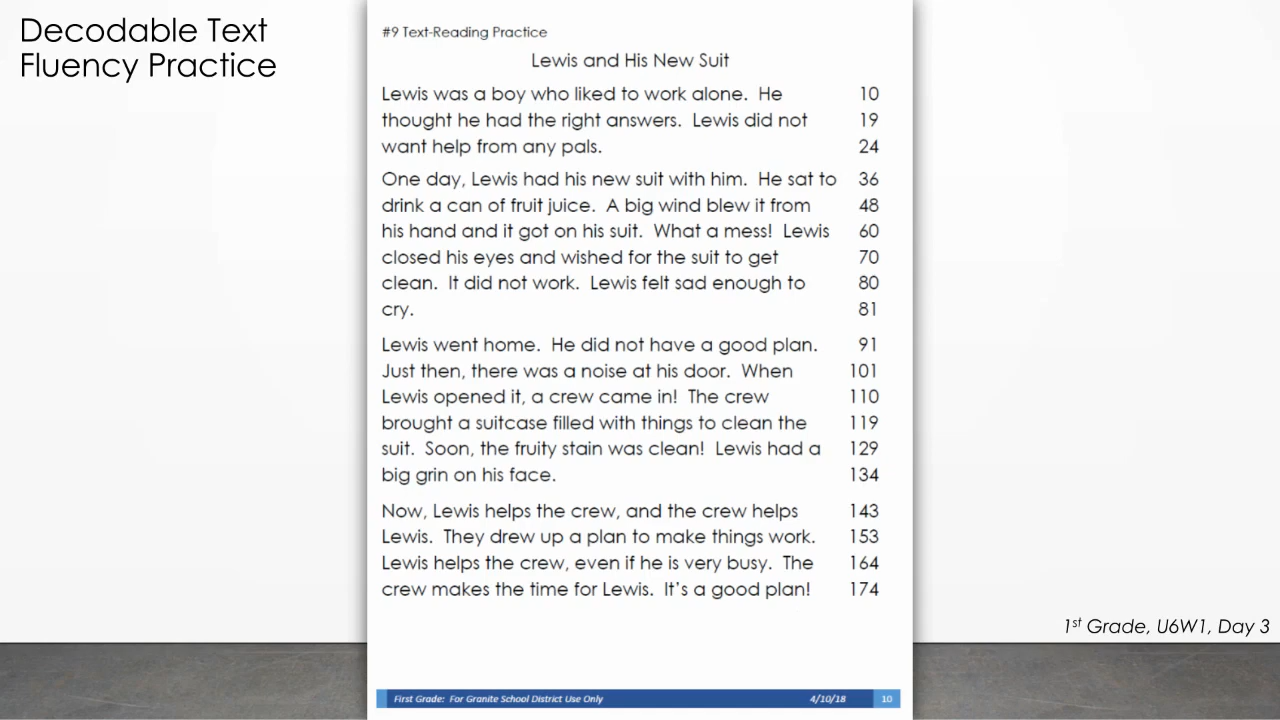 Decodable Text
Fluency Practice
#9 Text-Reading Practice
Lewis and His New Suit
Lewis was a boy who liked to work alone.  He 10
thought he had the right answers.  Lewis did not 19
want help from any pals. 24
One day, Lewis had his new suit with him.  He sat to 36
drink a can of fruit juice.  A big wind blew it from 48
his hand and it got on his suit.  What a mess!  Lewis 60
closed his eyes and wished for the suit to get 70
clean.  It did not work.  Lewis felt sad enough to 80
cry. 81
Lewis went home.  He did not have a good plan. 91
Just then, there was a noise at his door.  When 101
Lewis opened it, a crew came in!  The crew 110
brought a suitcase filled with things to clean the 119
suit.  Soon, the fruity stain was clean!  Lewis had a 129
big grin on his face. 134
Now, Lewis helps the crew, and the crew helps 143
Lewis.  They drew up a plan to make things work. 153
Lewis helps the crew, even if he is very busy.  The 164
crew makes the time for Lewis.  It's a good plan! 174
1st Grade, U6W1, Day 3
First Grade:  For Granite School District Use Only 4/10/18 10